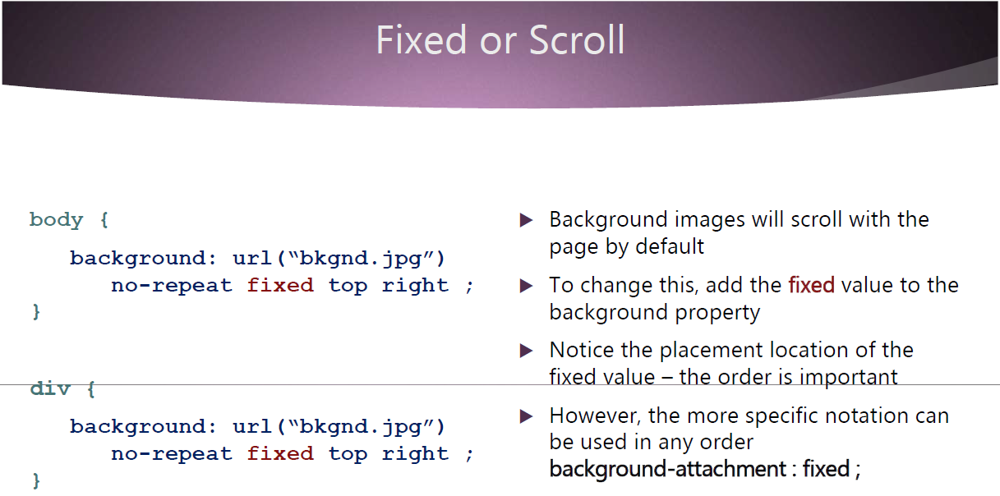 Fixed or Scroll
body {
background: url(“bkgnd.jpg”)
no-repeat fixed top right ;
}
div {
background: url(“bkgnd.jpg”)
no-repeat fixed top right ;
}
Background images will scroll with the
page by default
To change this, add the fixed value to the
background property
Notice the placement location of the
fixed value – the order is important
However, the more specific notation can
be used in any order
background-attachment : fixed ;